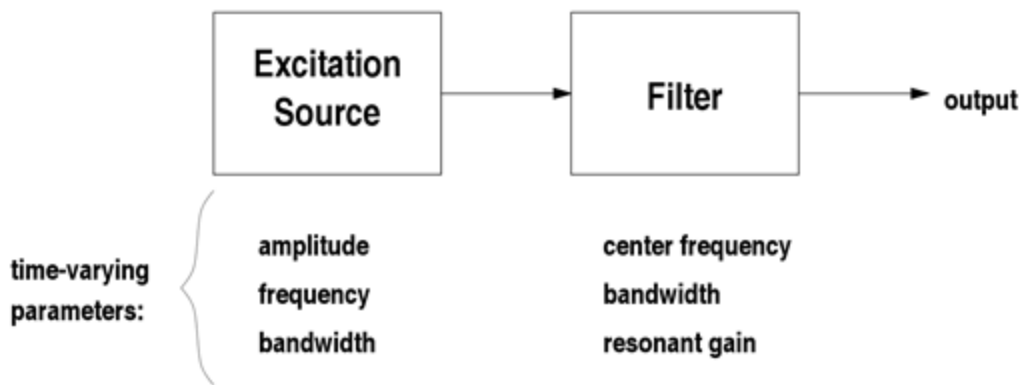 Excitation
Source
Filter
output
time-varying
parameters:
amplitude
frequency
bandwidth
center frequency
bandwidth
resonant gain